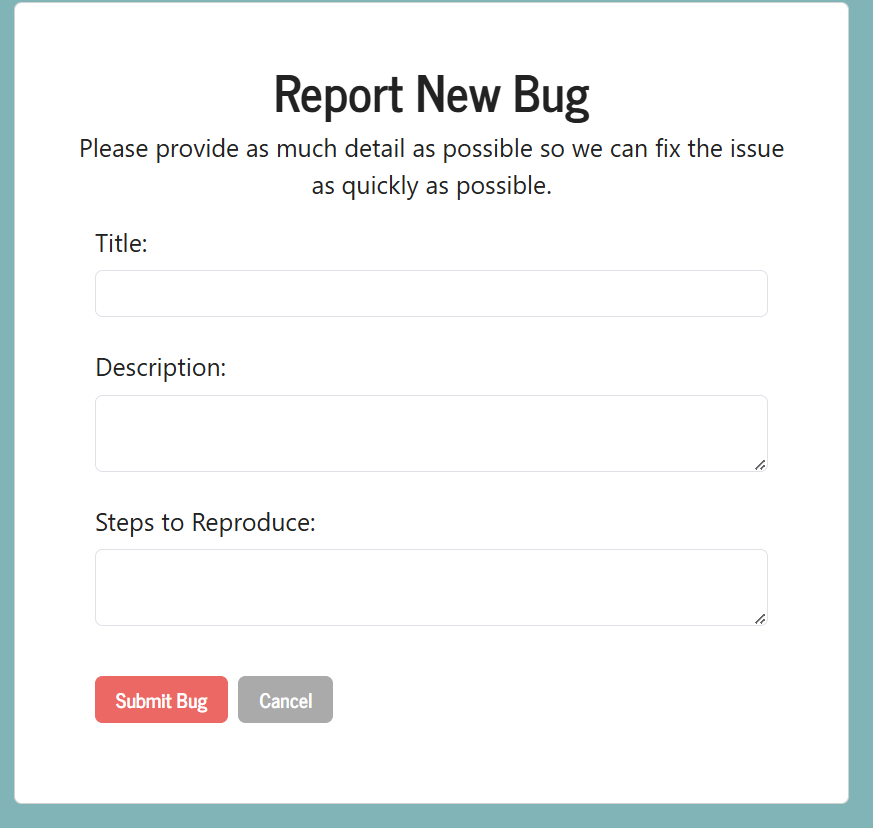 Report New Bug
Please provide as much detail as possible so we can fix the issue
as quickly as possible.
Title:
Description:
Steps to Reproduce:
Submit Bug
Cancel